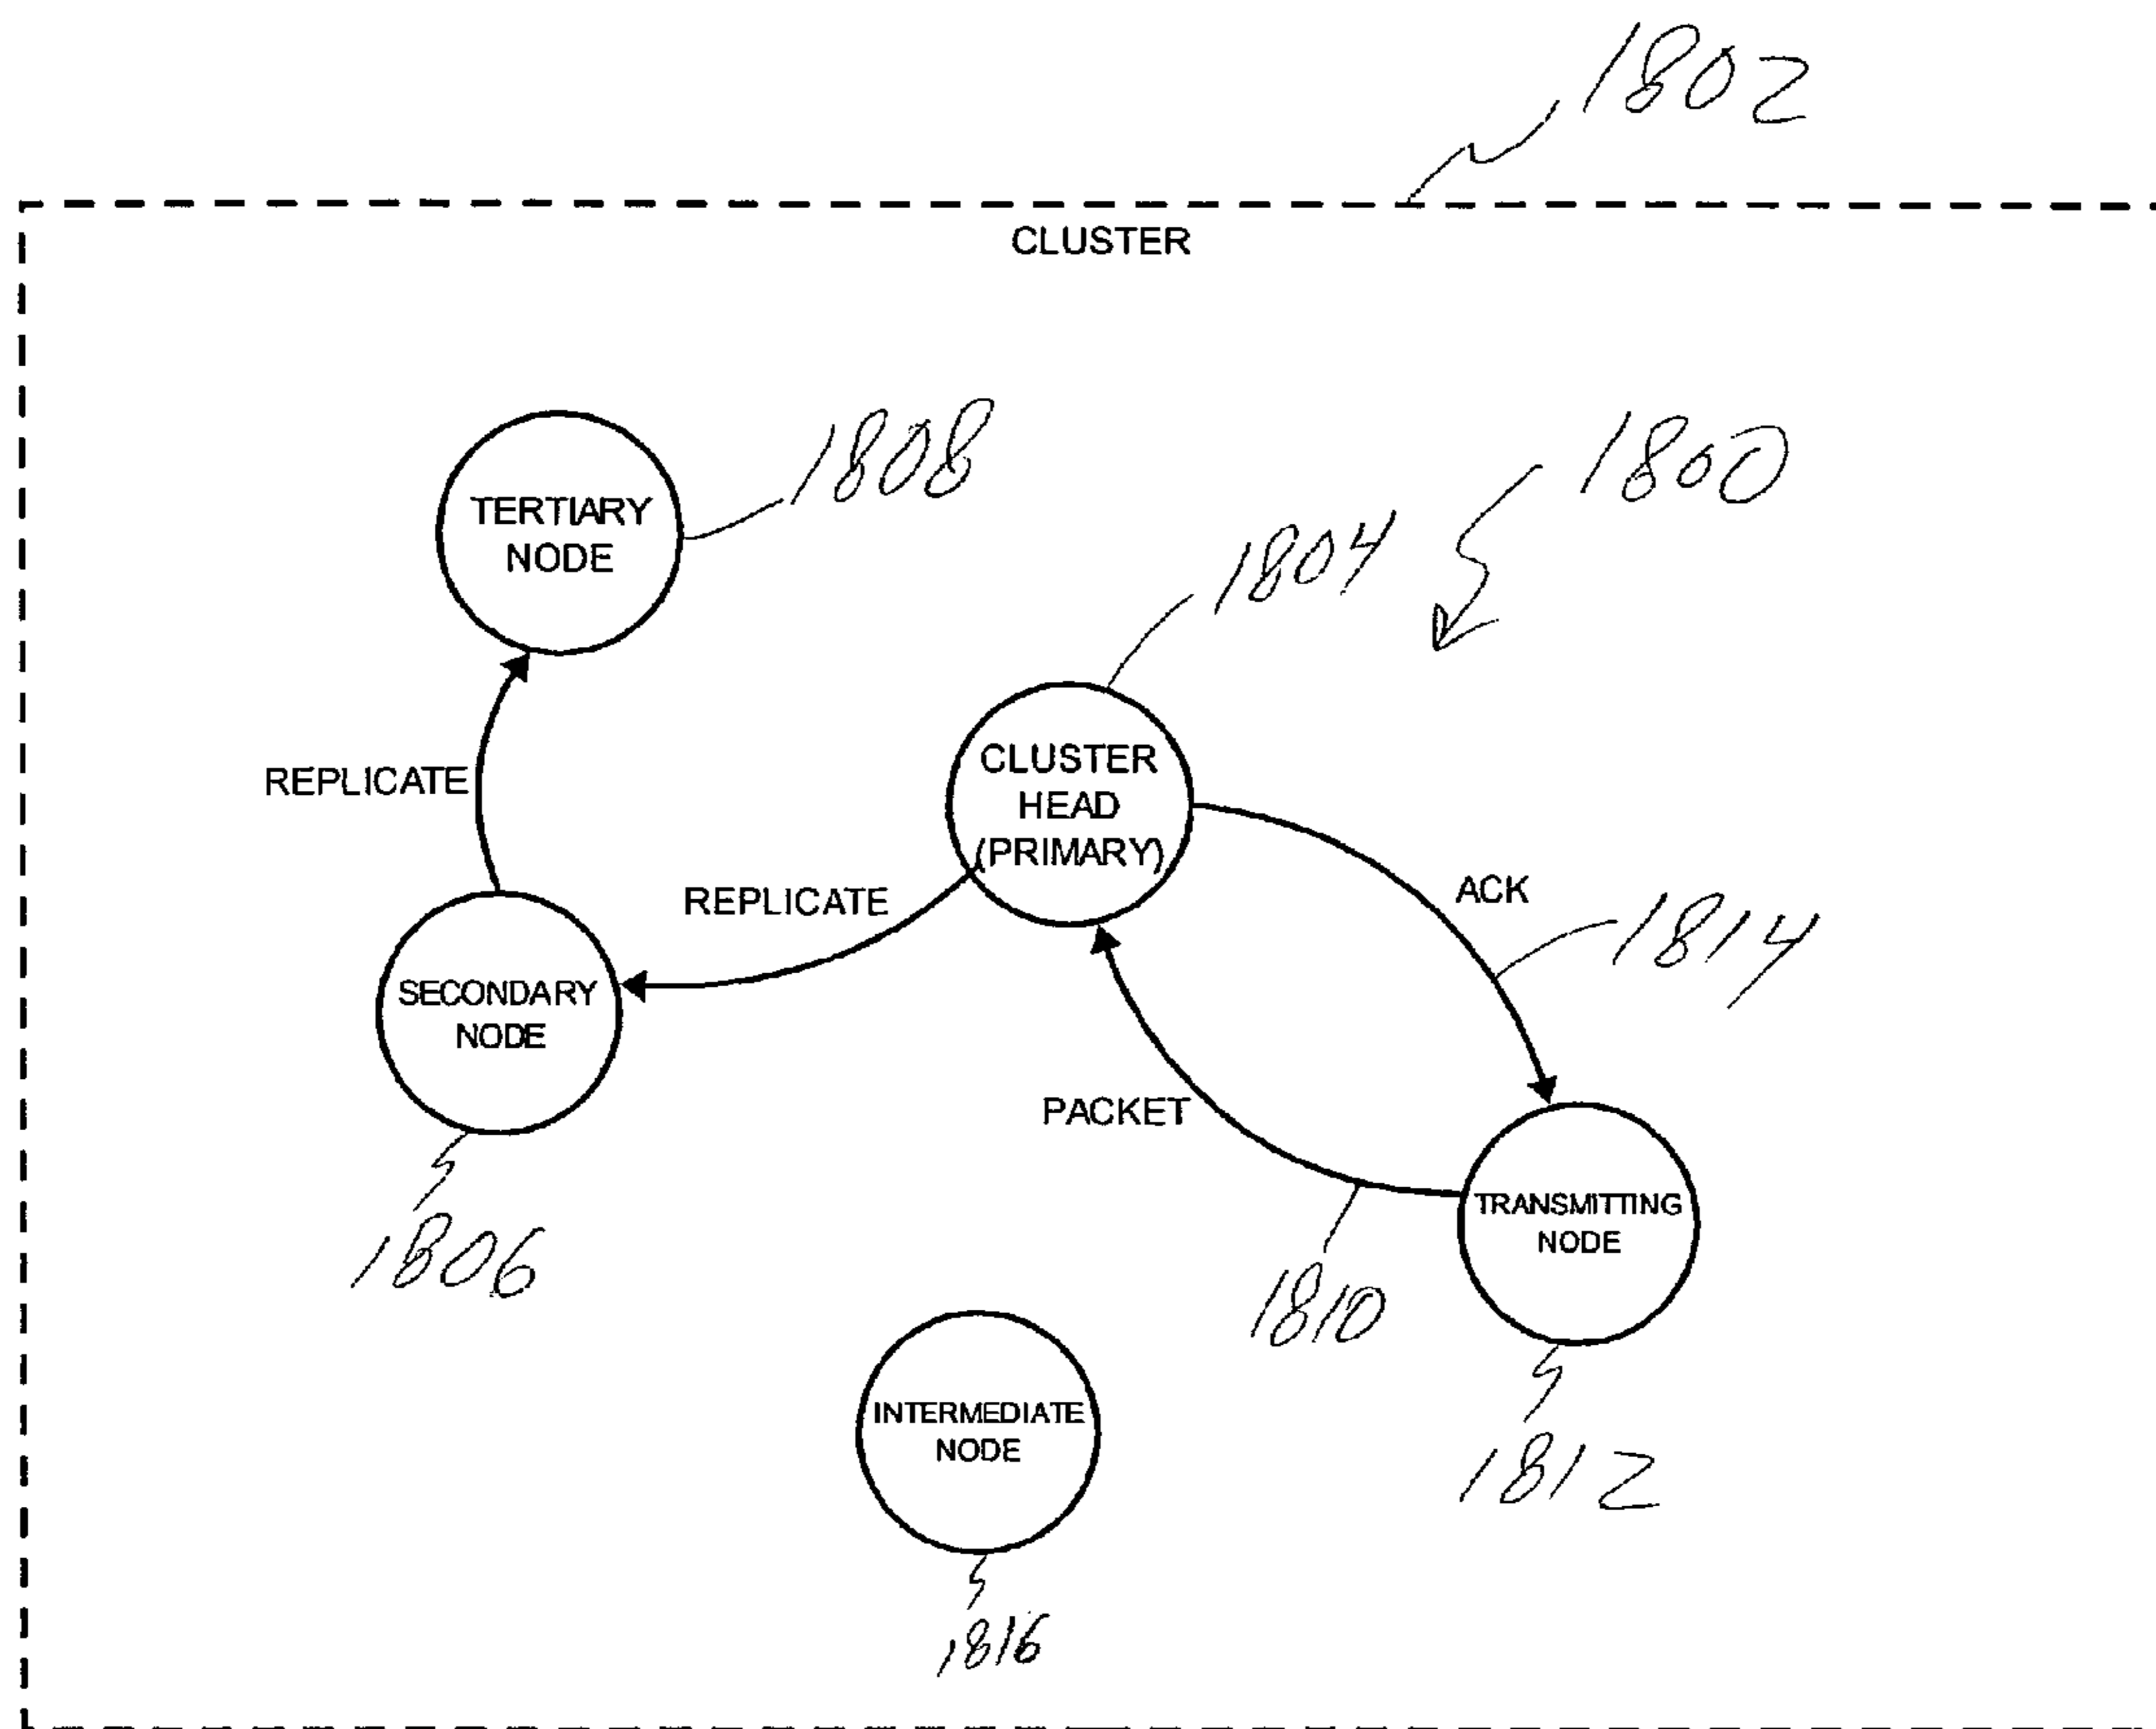 1802
CLUSTER
1808
1800
TERTIARY
NODE
1804
REPLICATE
CLUSTER
HEAD
(PRIMARY)
REPLICATE
ACK
1814
SECONDARY
NODE
PACKET
TRANSMITTING
NODE
1806
1810
INTERMEDIATE
NODE
1812
1816